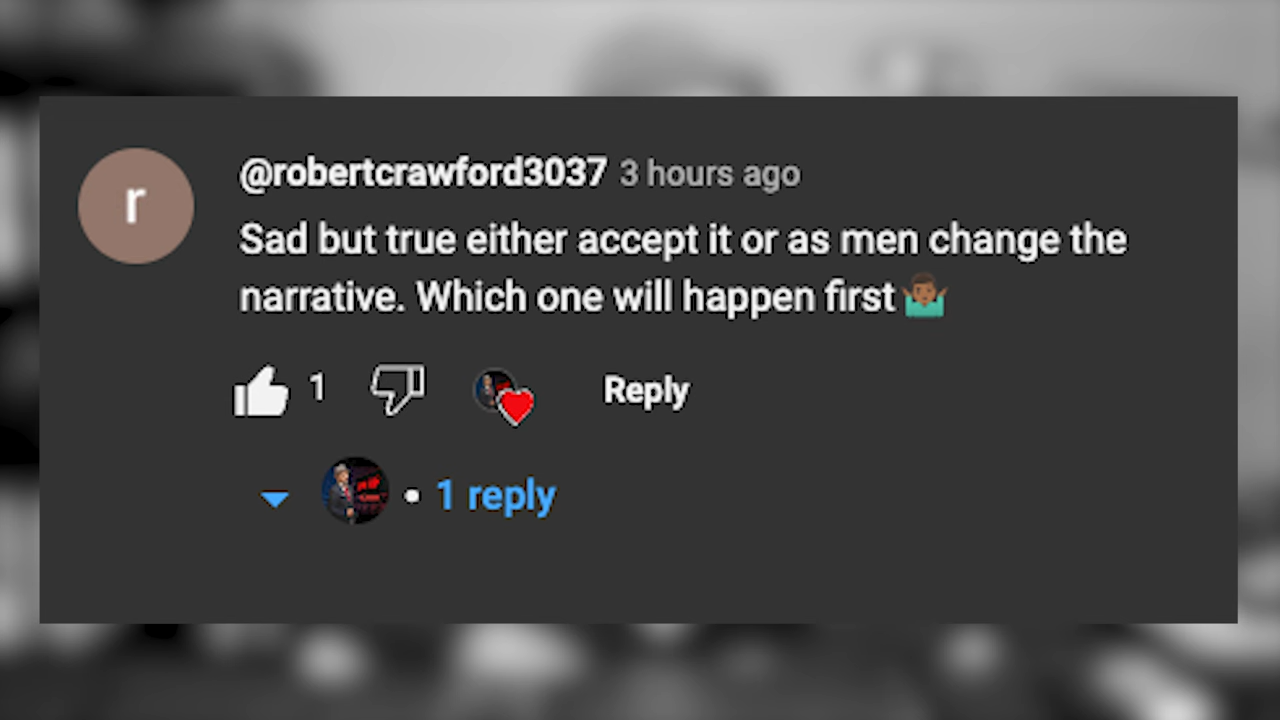 r
@robertcrawford3037 3 hours ago
Sad but true either accept it or as men change the
narrative. Which one will happen first 🤷🏾‍♂️
1
Reply
• 1 reply